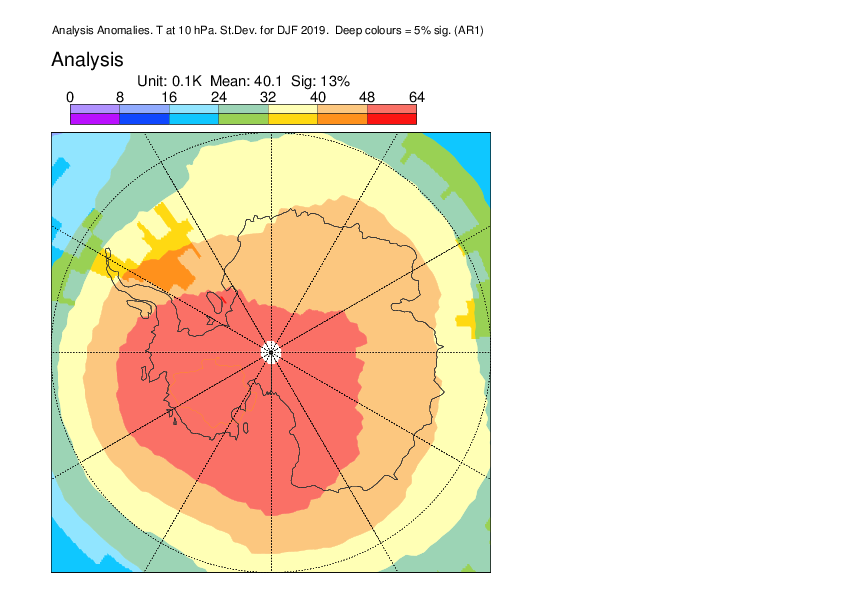 Analysis Anomalies. T at 10 hPa. St.Dev. for DJF 2019. Deep colours = 5% sig. (AR1)
Analysis
Unit: 0.1K Mean: 40.1 Sig: 13%
0 8 16 24 32 40 48 64